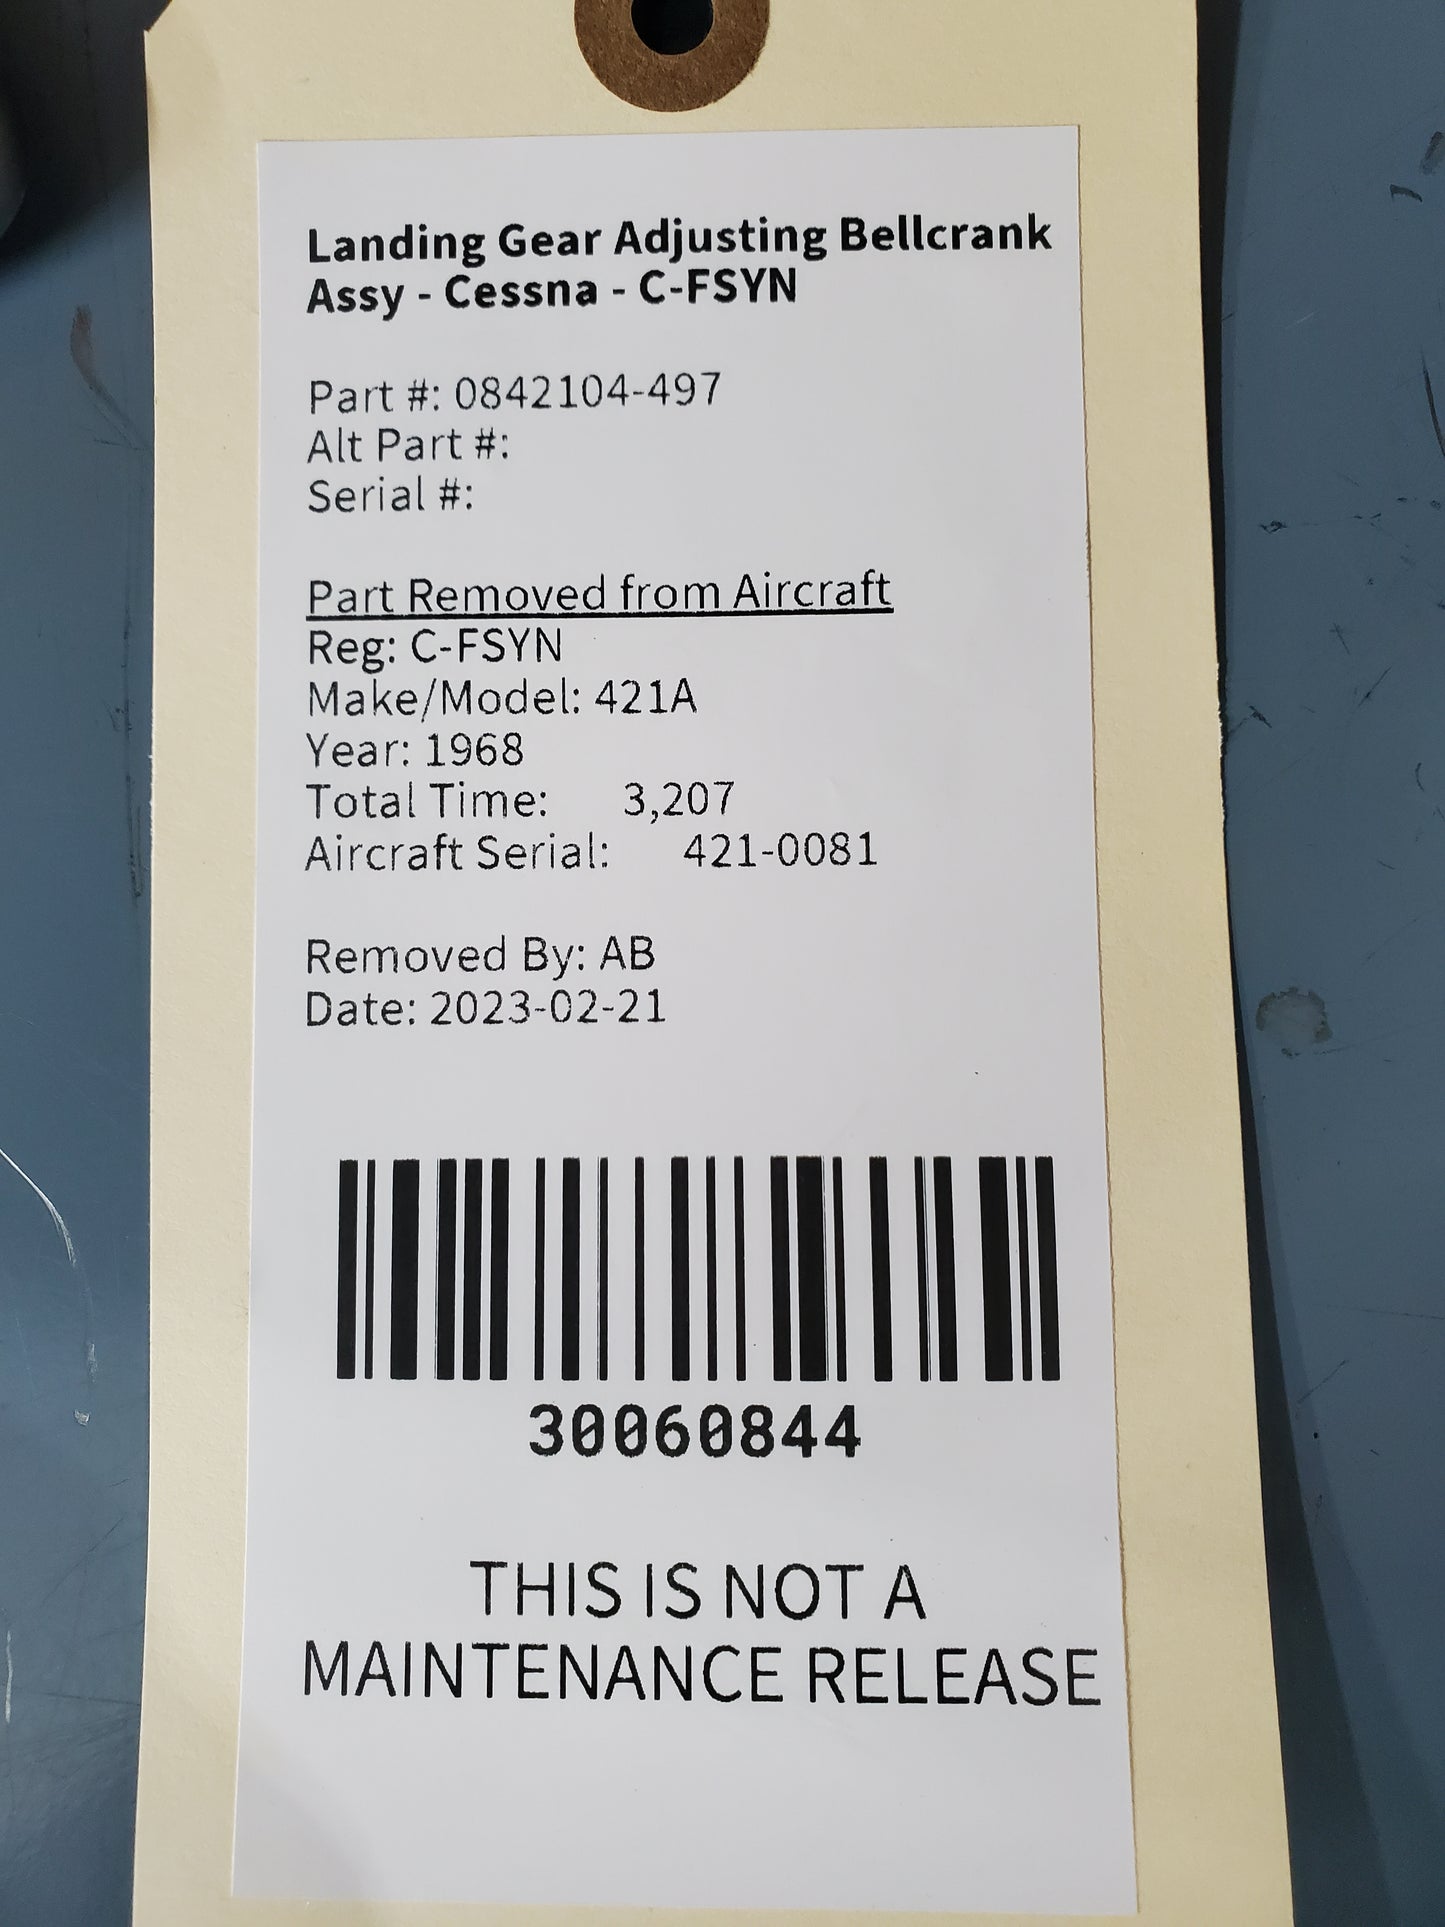 Landing Gear Adjusting Bellcrank
Assy - Cessna - C-FSYN
Part #: 0842104-497
Alt Part #:
Serial #:
Part Removed from Aircraft
Reg: C-FSYN
Make/Model: 421A
Year: 1968
Total Time: 3,207
Aircraft Serial: 421-0081
Removed By: AB
Date: 2023-02-21
30060844
THIS IS NOT A
MAINTENANCE RELEASE